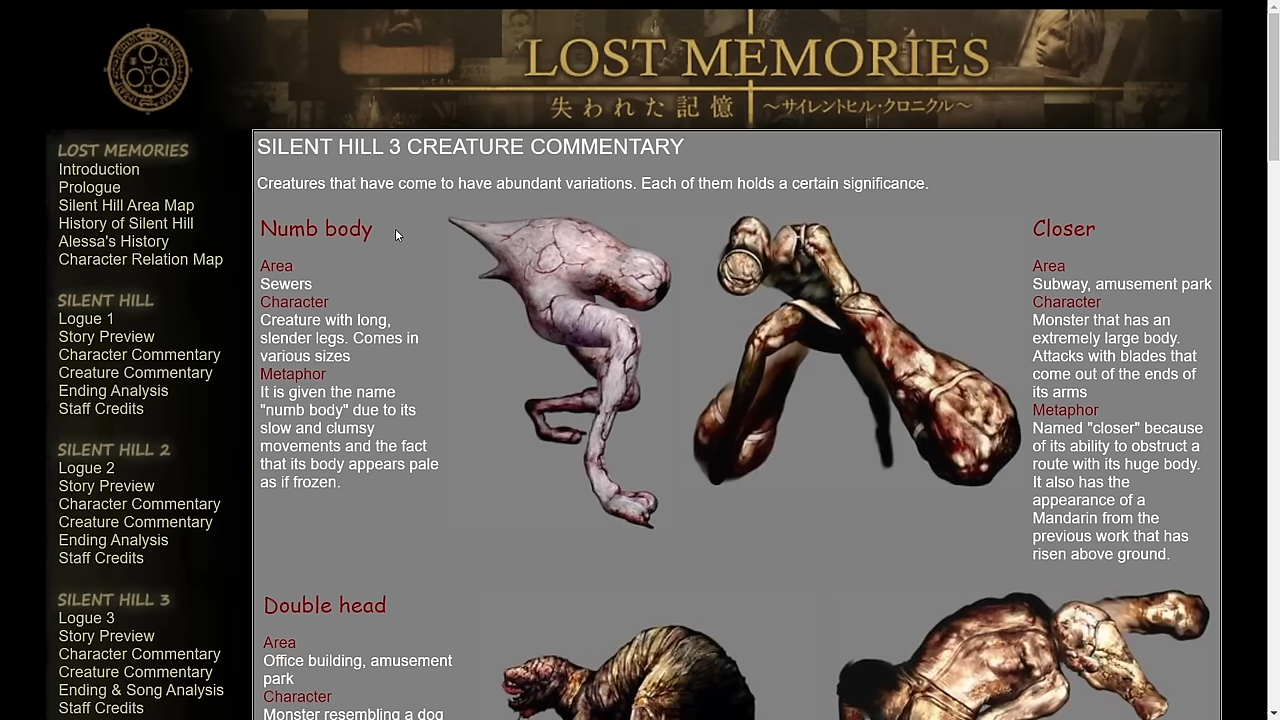 LOST MEMORIES
失われた記憶 ～サイレントヒル・クロニクル～
LOST MEMORIES
Introduction
Prologue
Silent Hill Area Map
History of Silent Hill
Alessa's History
Character Relation Map
SILENT HILL
Logue 1
Story Preview
Character Commentary
Creature Commentary
Ending Analysis
Staff Credits
SILENT HILL 2
Logue 2
Story Preview
Character Commentary
Creature Commentary
Ending Analysis
Staff Credits
SILENT HILL 3
Logue 3
Story Preview
Character Commentary
Creature Commentary
Ending & Song Analysis
Staff Credits
SILENT HILL 3 CREATURE COMMENTARY
Creatures that have come to have abundant variations. Each of them holds a certain significance.
Numb body
Area
Sewers
Character
Creature with long,
slender legs. Comes in
various sizes
Metaphor
It is given the name
"numb body" due to its
slow and clumsy
movements and the fact
that its body appears pale
as if frozen.
Closer
Area
Subway, amusement park
Character
Monster that has an
extremely large body.
Attacks with blades that
come out of the ends of
its arms
Metaphor
Named "closer" because
of its ability to obstruct a
route with its huge body.
It also has the
appearance of a
Mandarin from the
previous work that has
risen above ground.
Double head
Area
Office building, amusement
park
Character
Monster resembling a dog